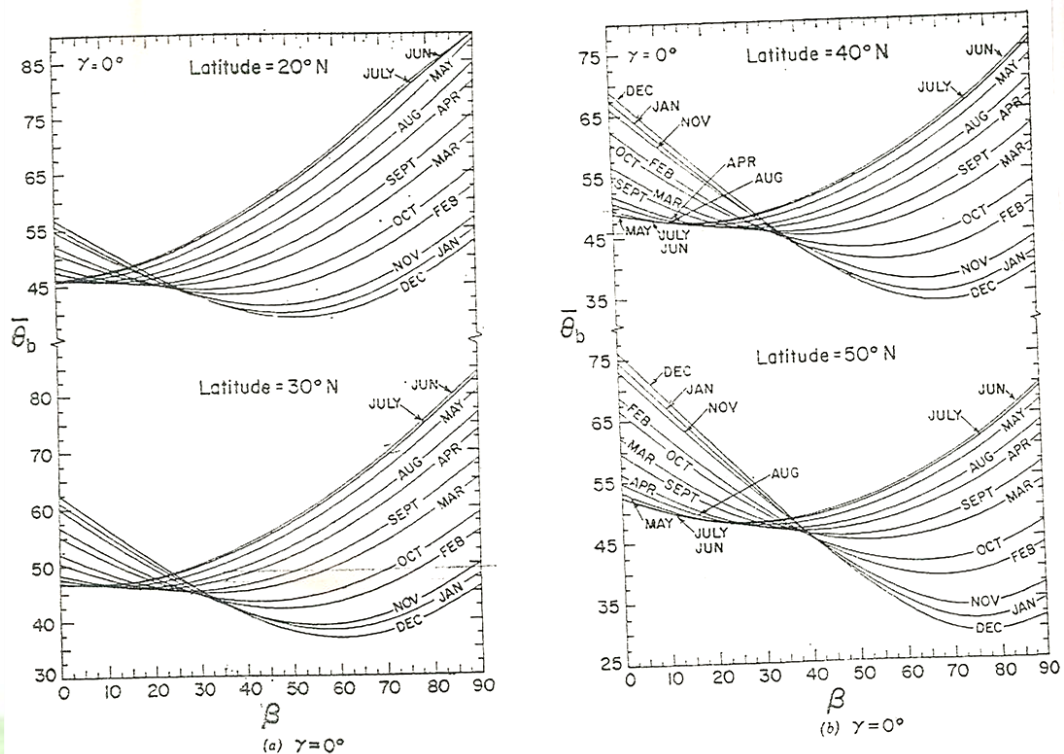 γ = 0°
Latitude = 20° N
JUN
JULY
MAY
AUG
APR
SEPT
MAR
OCT
FEB
NOV
JAN
DEC
85
75
65
55
45
θ̄b
Latitude = 30° N
JUN
JULY
MAY
AUG
APR
SEPT
MAR
OCT
FEB
NOV
JAN
DEC
80
70
60
50
40
30
0 10 20 30 40 50 60 70 80 90
β
(a) γ = 0°
γ = 0°
Latitude = 40° N
DEC
JAN
NOV
OCT FEB
SEPT MAR
APR
AUG
MAY
JULY
JUN
JUN
JULY
MAY
AUG
APR
SEPT
MAR
OCT
FEB
NOV
JAN
DEC
75
65
55
45
35
θ̄b
Latitude = 50° N
DEC
JAN
NOV
FEB
OCT
MAR
SEPT
APR
AUG
MAY
JULY
JUN
JUN
JULY
MAY
AUG
APR
SEPT
MAR
OCT
FEB
NOV
JAN
DEC
75
65
55
45
35
25
0 10 20 30 40 50 60 70 80 90
β
(b) γ = 0°